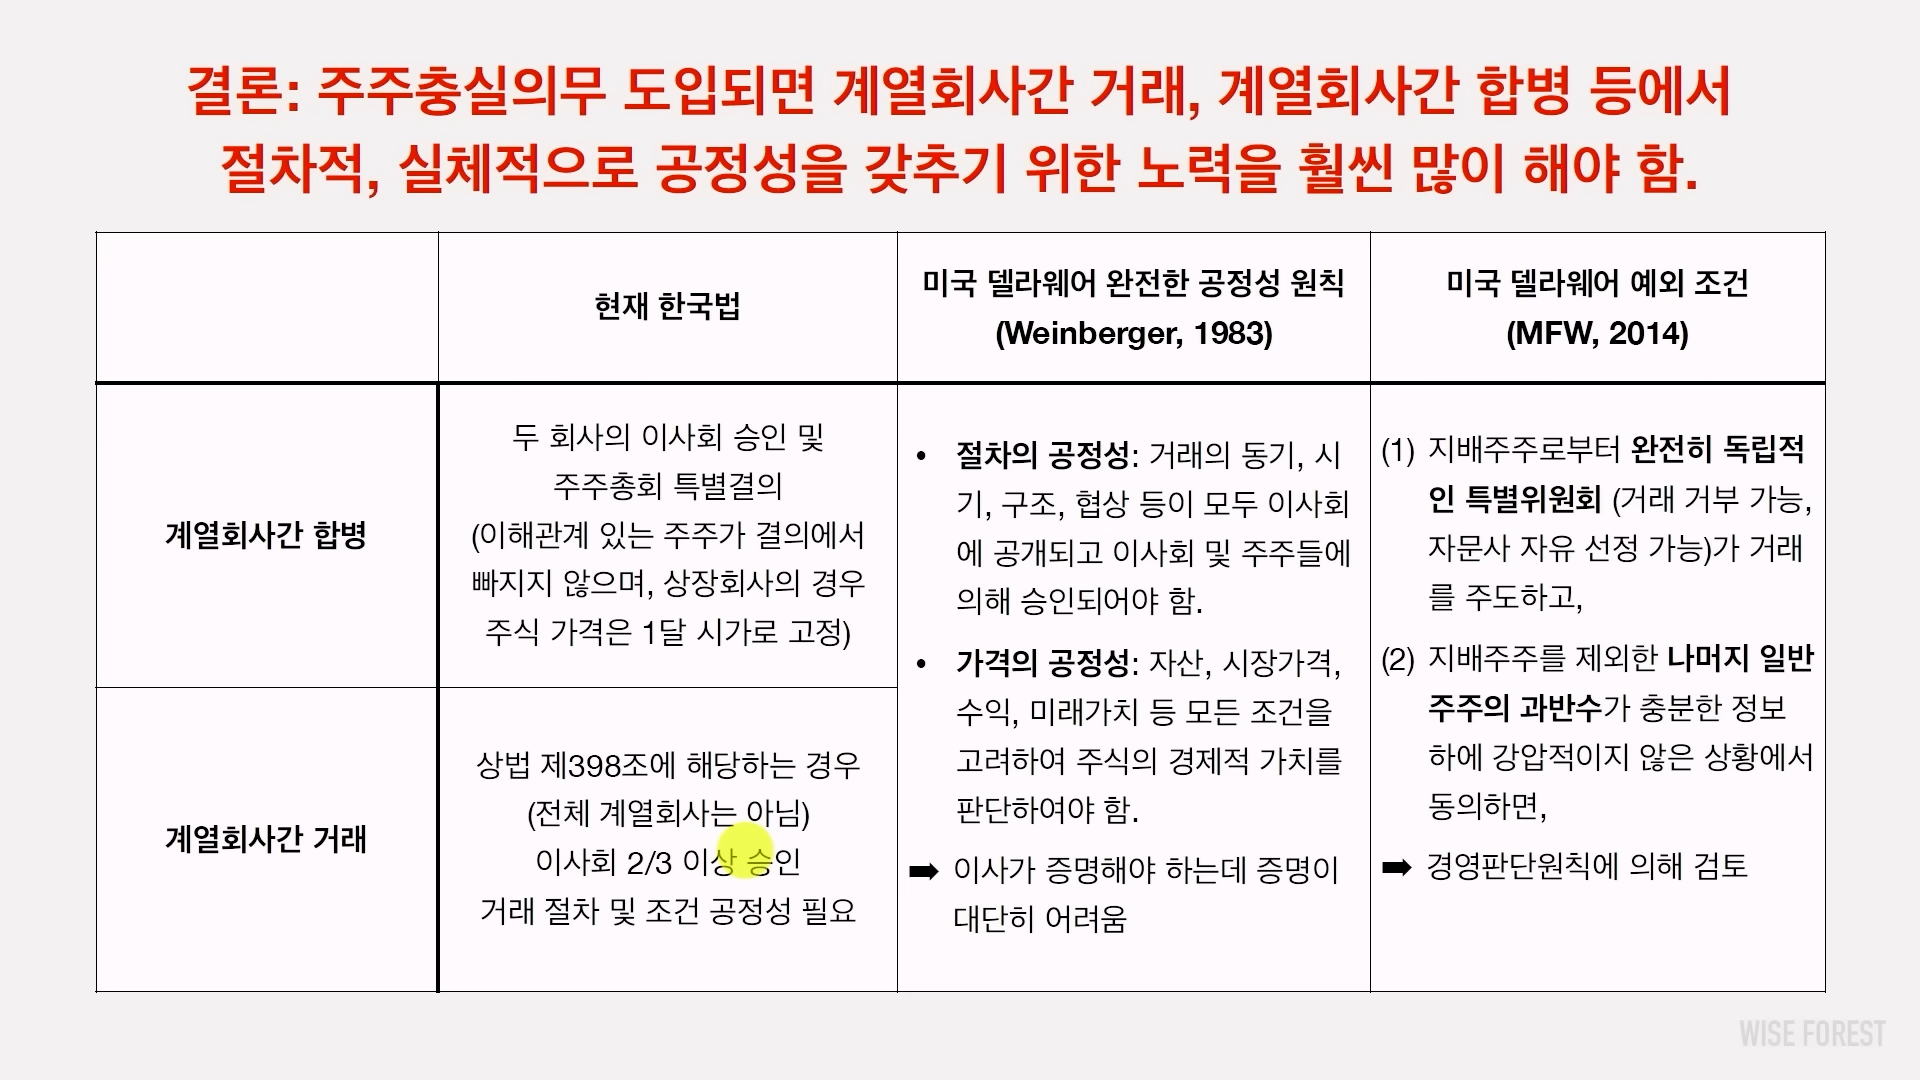 결론: 주주충실의무 도입되면 계열회사간 거래, 계열회사간 합병 등에서
절차적, 실체적으로 공정성을 갖추기 위한 노력을 훨씬 많이 해야 함.
현재 한국법
미국 델라웨어 완전한 공정성 원칙
(Weinberger, 1983)
미국 델라웨어 예외 조건
(MFW, 2014)
계열회사간 합병
두 회사의 이사회 승인 및
주주총회 특별결의
(이해관계 있는 주주가 결의에서
빠지지 않으며, 상장회사의 경우
주식 가격은 1달 시가로 고정)
계열회사간 거래
상법 제398조에 해당하는 경우
(전체 계열회사는 아님)
이사회 2/3 이상 승인
거래 절차 및 조건 공정성 필요
• 절차의 공정성: 거래의 동기, 시
기, 구조, 협상 등이 모두 이사회
에 공개되고 이사회 및 주주들에
의해 승인되어야 함.
• 가격의 공정성: 자산, 시장가격,
수익, 미래가치 등 모든 조건을
고려하여 주식의 경제적 가치를
판단하여야 함.
➡ 이사가 증명해야 하는데 증명이
대단히 어려움
(1) 지배주주로부터 완전히 독립적
인 특별위원회 (거래 거부 가능,
자문사 자유 선정 가능)가 거래
를 주도하고,
(2) 지배주주를 제외한 나머지 일반
주주의 과반수가 충분한 정보
하에 강압적이지 않은 상황에서
동의하면,
➡ 경영판단원칙에 의해 검토
WISE FOREST